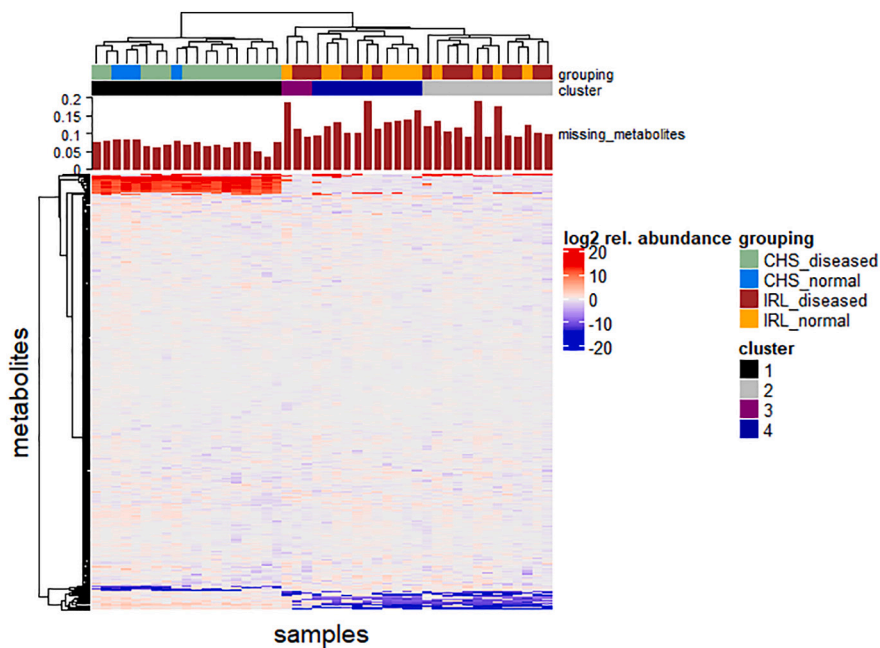 grouping
cluster
0.2
0.15
0.1
0.05
0
missing_metabolites
metabolites
samples
log2 rel. abundance
20
10
0
-10
-20
grouping
CHS_diseased
CHS_normal
IRL_diseased
IRL_normal
cluster
1
2
3
4